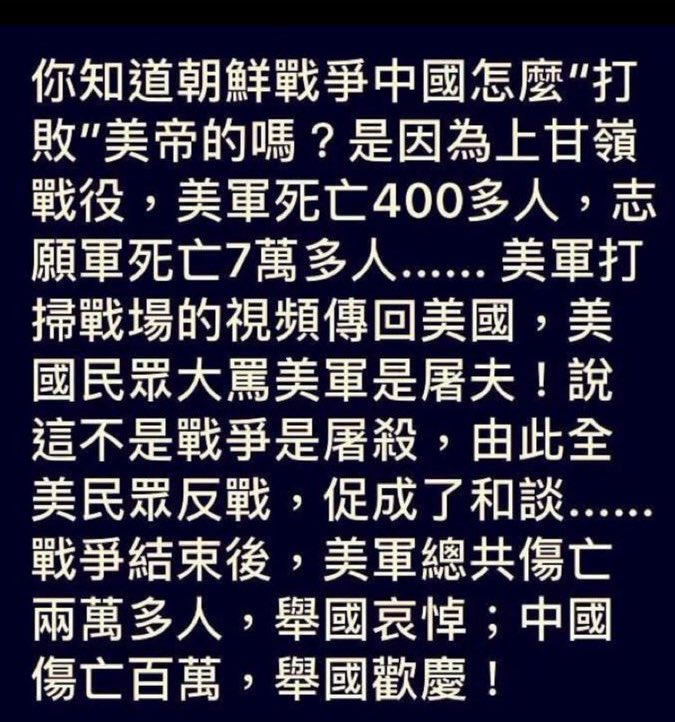 你知道朝鮮戰爭中國怎麼“打
敗”美帝的嗎？是因為上甘嶺
戰役，美軍死亡400多人，志
願軍死亡7萬多人...... 美軍打
掃戰場的視頻傳回美國，美
國民眾大罵美軍是屠夫！說
這不是戰爭是屠殺，由此全
美民眾反戰，促成了和談......
戰爭結束後，美軍總共傷亡
兩萬多人，舉國哀悼；中國
傷亡百萬，舉國歡慶！